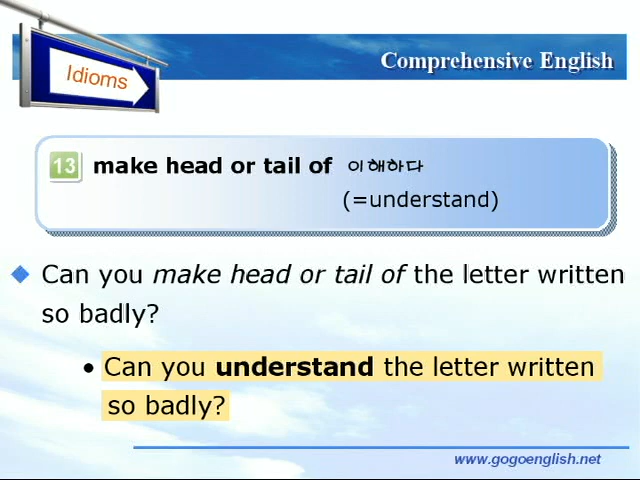 Idioms
Comprehensive English
13 make head or tail of 이해하다
(=understand)
Can you make head or tail of the letter written
so badly?
• Can you understand the letter written
so badly?
www.gogoenglish.net